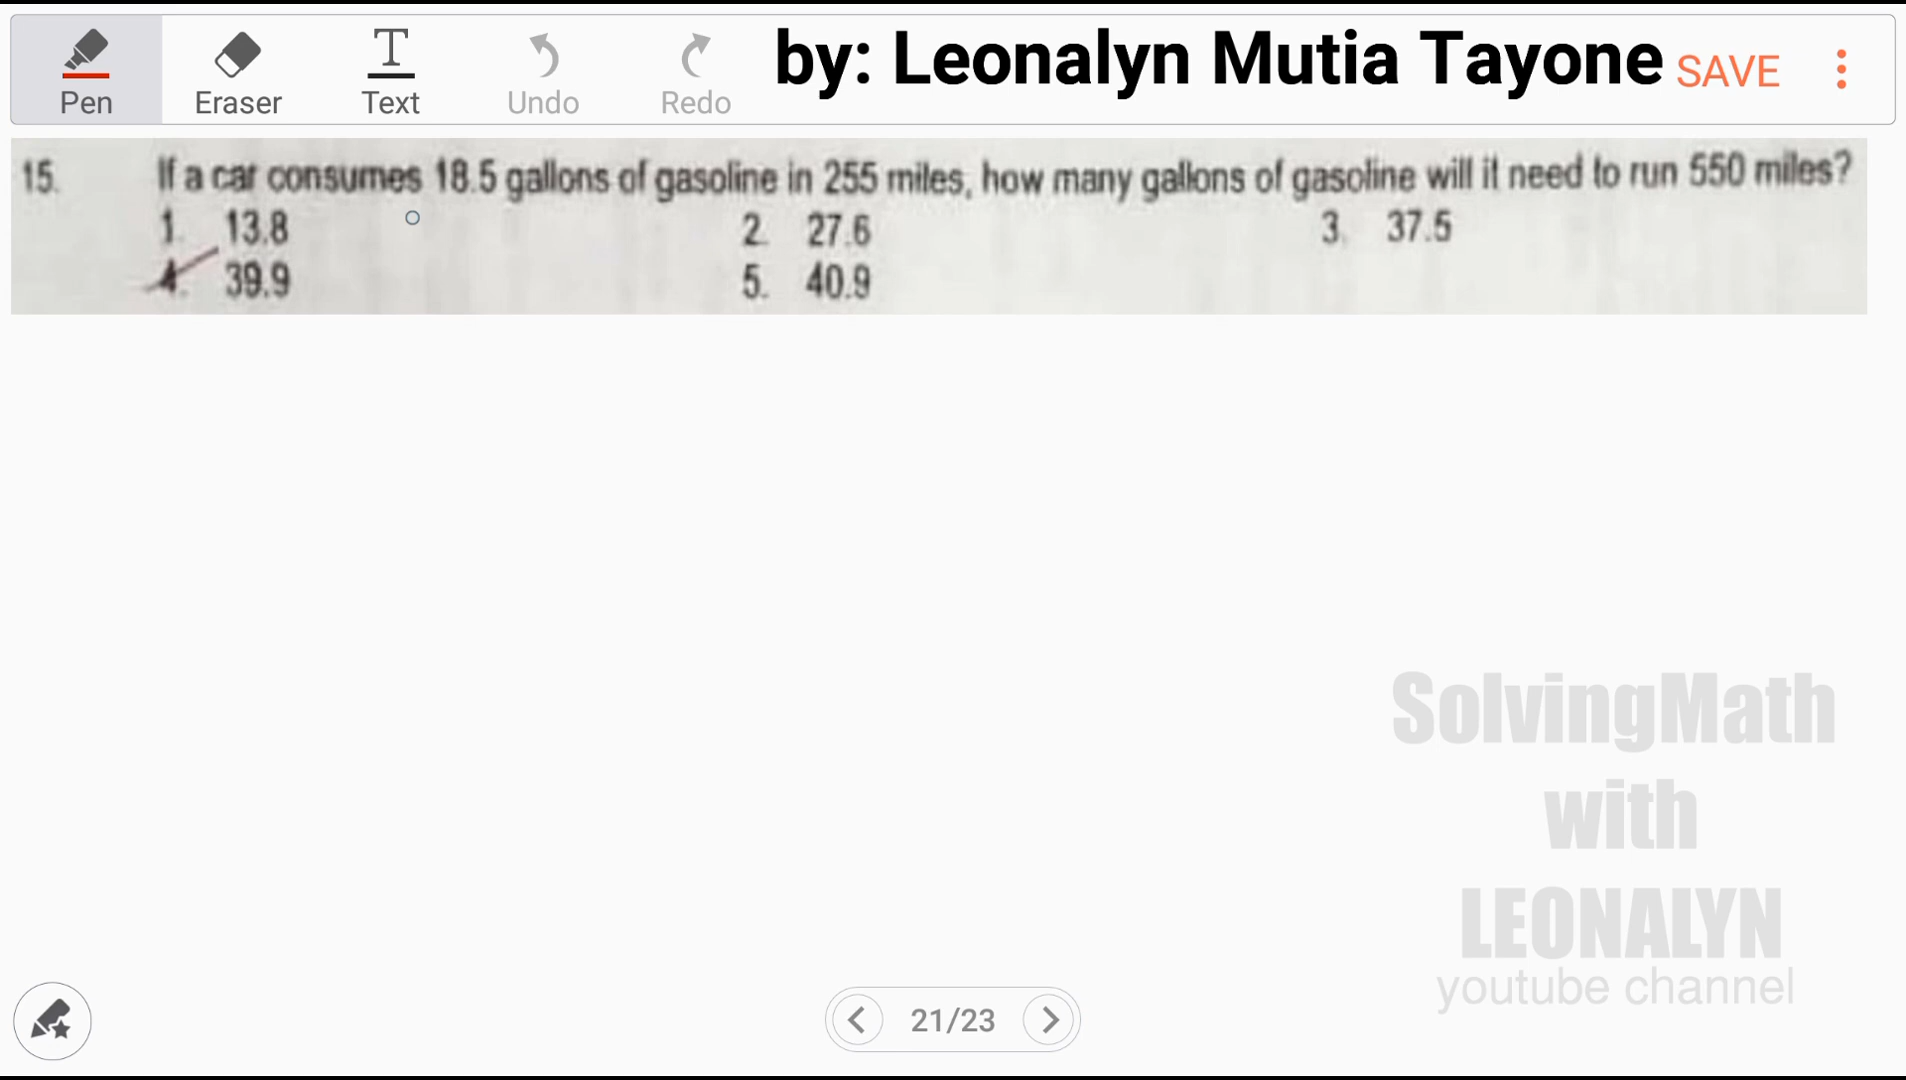 Pen
Eraser
Text
Undo
Redo
by: Leonalyn Mutia Tayone
SAVE
15. If a car consumes 18.5 gallons of gasoline in 255 miles, how many gallons of gasoline will it need to run 550 miles?
1. 13.8 2. 27.6 3. 37.5
4. 39.9 5. 40.9
SolvingMath
with
LEONALYN
youtube channel
21/23